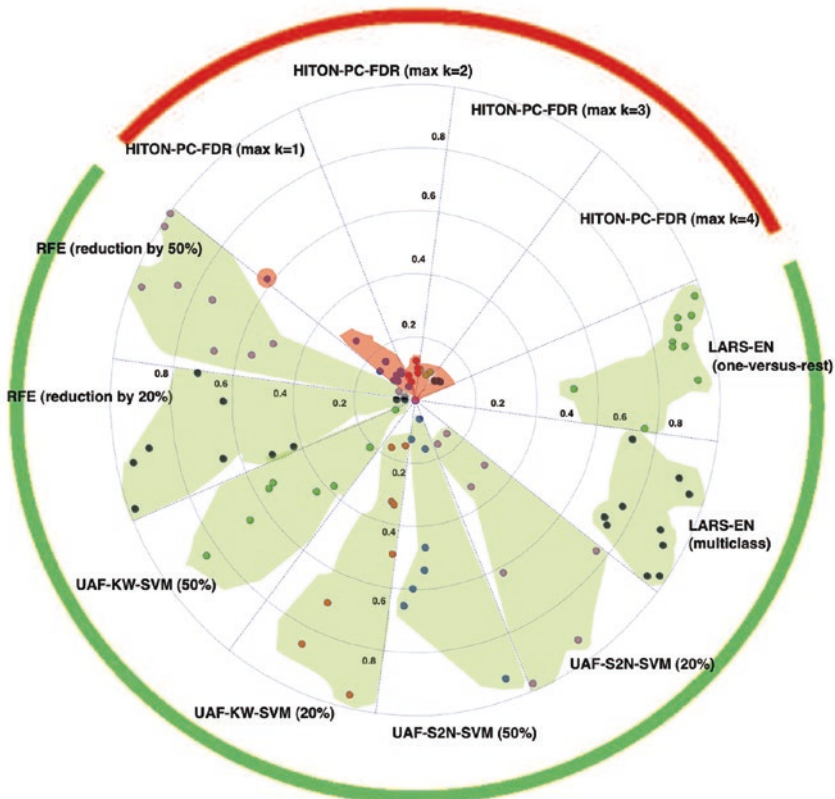 HITON-PC-FDR (max k=2)
HITON-PC-FDR (max k=3)
0.8
HITON-PC-FDR (max k=1)
0.6
HITON-PC-FDR (max k=4)
RFE (reduction by 50%)
0.4
0.2
LARS-EN
(one-versus-rest)
0.8
0.6
0.4
0.2
0.2
0.4
0.6
0.8
RFE (reduction by 20%)
0.2
0.4
LARS-EN
(multiclass)
UAF-KW-SVM (50%)
0.6
0.8
UAF-S2N-SVM (20%)
UAF-KW-SVM (20%)
UAF-S2N-SVM (50%)